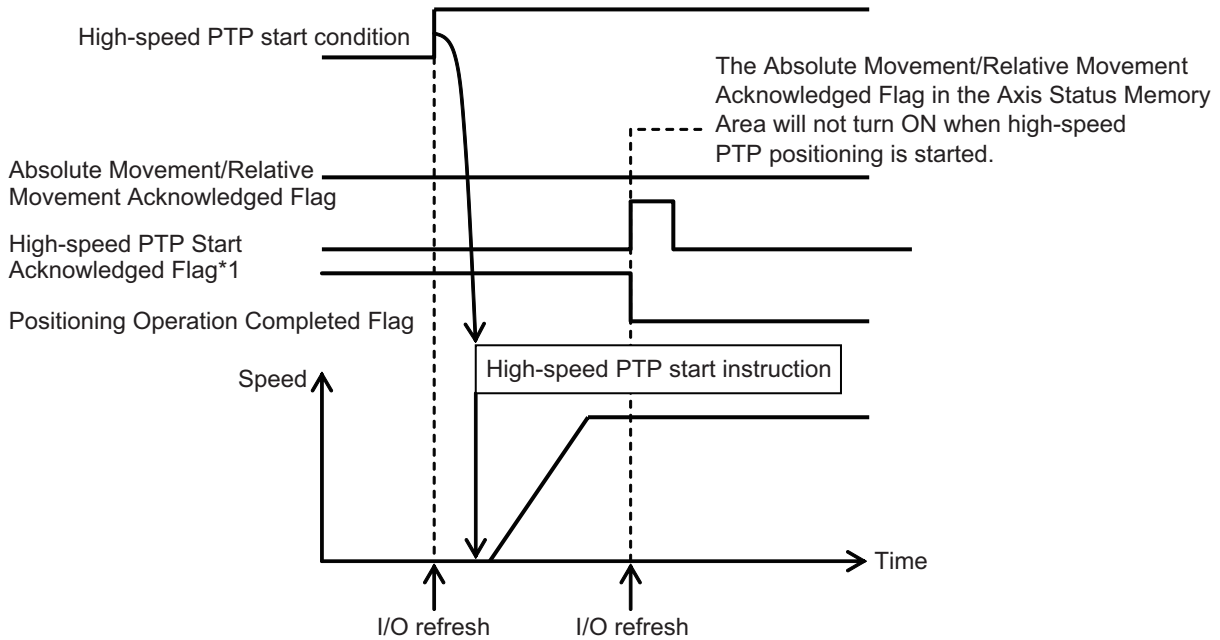 High-speed PTP start condition
The Absolute Movement/Relative Movement
Acknowledged Flag in the Axis Status Memory
Area will not turn ON when high-speed
PTP positioning is started.
Absolute Movement/Relative
Movement Acknowledged Flag
High-speed PTP Start
Acknowledged Flag*1
Positioning Operation Completed Flag
High-speed PTP start instruction
Speed
Time
I/O refresh
I/O refresh